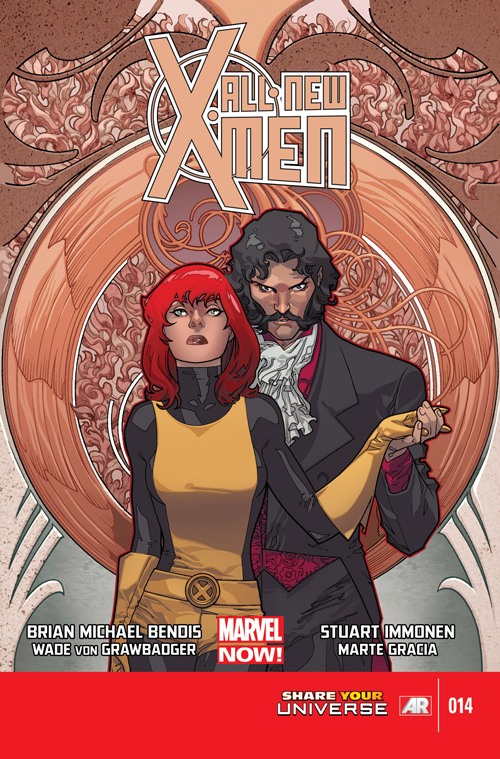 ALL-NEW
X-MEN
BRIAN MICHAEL BENDIS
WADE VON GRAWBADGER
MARVEL
NOW!
STUART IMMONEN
MARTE GRACIA
SHARE YOUR
UNIVERSE
AR
014